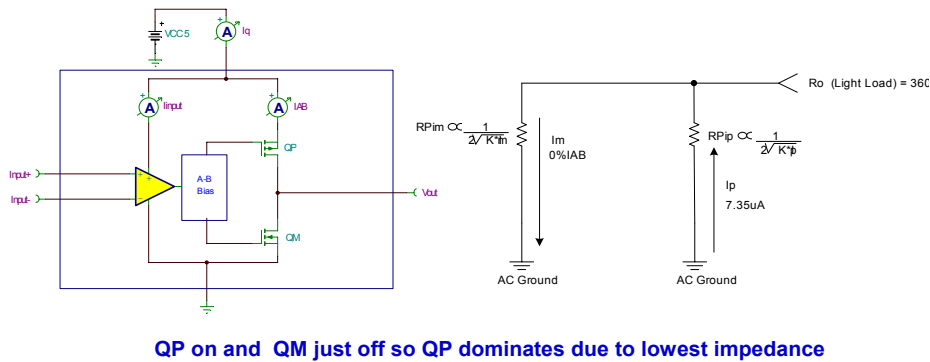 VCC 5
Iq
A
A
Iinput
A
IAB
QP
Input+
Input-
A-B
Bias
QM
Vout
Ro (Light Load) = 360
RPim ∝ 1
2√ K*Im
Im
0%IAB
RPip ∝ 1
2√ K*Ip
Ip
7.35uA
AC Ground
AC Ground
QP on and QM just off so QP dominates due to lowest impedance